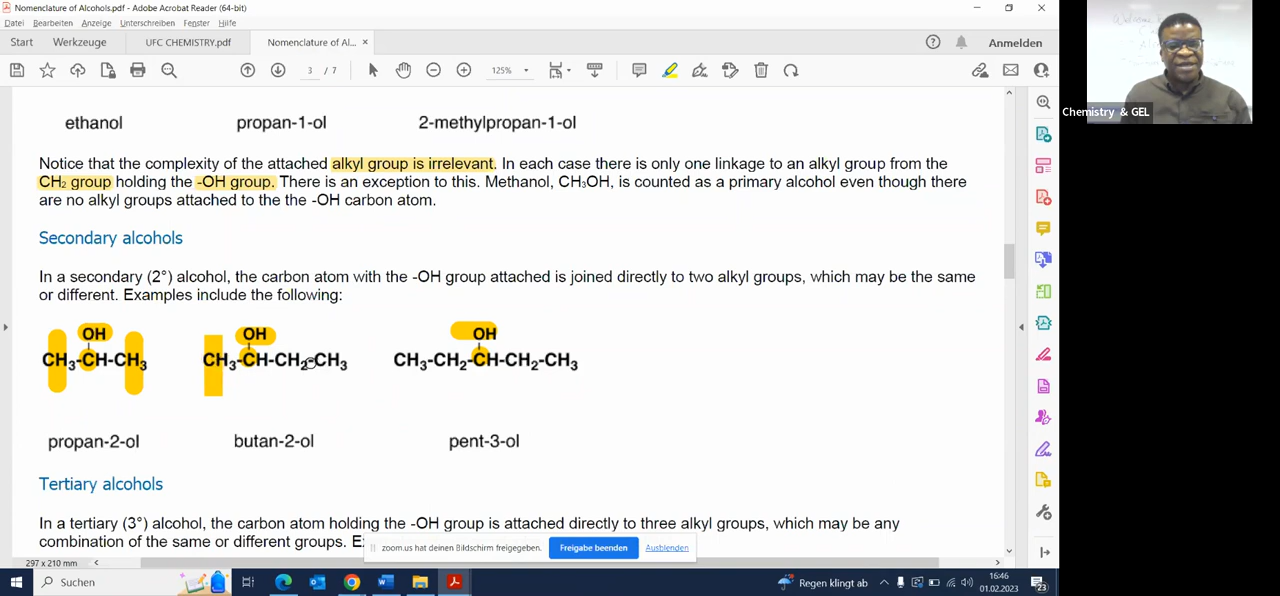 Nomenclature of Alcohols.pdf - Adobe Acrobat Reader (64-bit)
Datei Bearbeiten Anzeige Unterschreiben Fenster Hilfe
Start Werkzeuge UFC CHEMISTRY.pdf Nomenclature of Al... × Anmelden
3 / 7 125%
ethanol propan-1-ol 2-methylpropan-1-ol
Notice that the complexity of the attached alkyl group is irrelevant. In each case there is only one linkage to an alkyl group from the
CH₂ group holding the -OH group. There is an exception to this. Methanol, CH₃OH, is counted as a primary alcohol even though there
are no alkyl groups attached to the the -OH carbon atom.
Secondary alcohols
In a secondary (2°) alcohol, the carbon atom with the -OH group attached is joined directly to two alkyl groups, which may be the same
or different. Examples include the following:
OH OH OH
CH₃-CH-CH₃ CH₃-CH-CH₂-CH₃ CH₃-CH₂-CH-CH₂-CH₃
propan-2-ol butan-2-ol pent-3-ol
Tertiary alcohols
In a tertiary (3°) alcohol, the carbon atom holding the -OH group is attached directly to three alkyl groups, which may be any
combination of the same or different groups.
zoom.us hat deinen Bildschirm freigegeben. Freigabe beenden Ausblenden
297 x 210 mm
Suchen
Regen klingt ab
16:46
01.02.2023
23
Chemistry & GEL